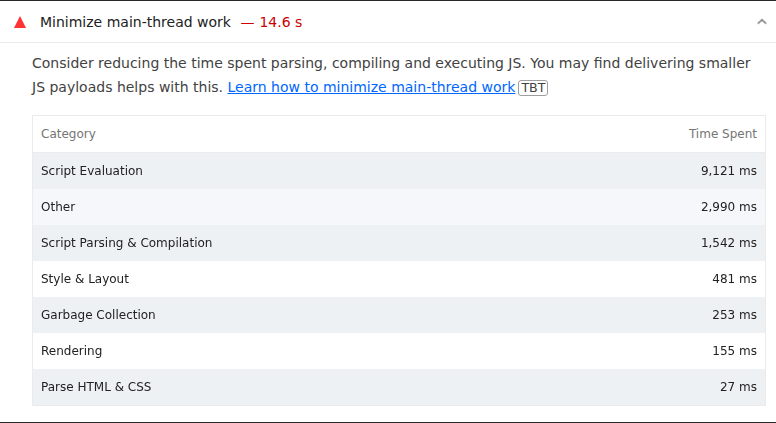 Minimize main-thread work — 14.6 s
Consider reducing the time spent parsing, compiling and executing JS. You may find delivering smaller
JS payloads helps with this. Learn how to minimize main-thread work TBT
Category Time Spent
Script Evaluation 9,121 ms
Other 2,990 ms
Script Parsing & Compilation 1,542 ms
Style & Layout 481 ms
Garbage Collection 253 ms
Rendering 155 ms
Parse HTML & CSS 27 ms